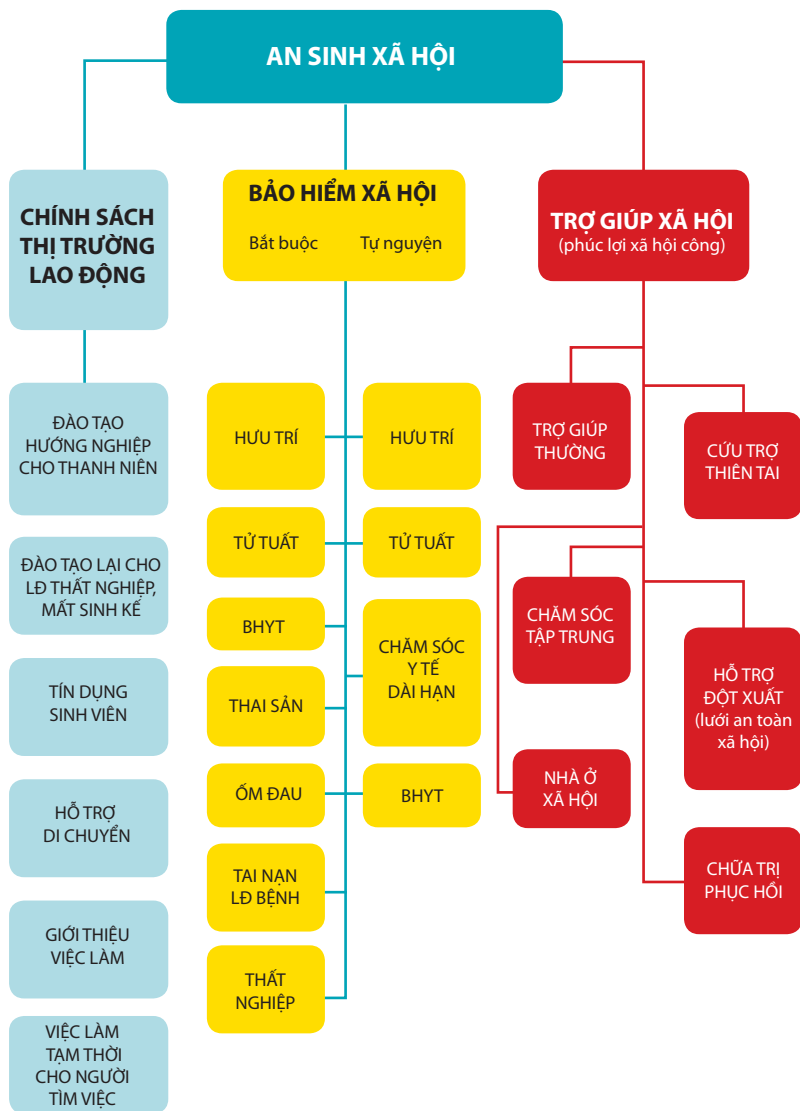 AN SINH XÃ HỘI
CHÍNH SÁCH
THỊ TRƯỜNG
LAO ĐỘNG
BẢO HIỂM XÃ HỘI
Bắt buộc Tự nguyện
TRỢ GIÚP XÃ HỘI
(phúc lợi xã hội công)
ĐÀO TẠO
HƯỚNG NGHIỆP
CHO THANH NIÊN
ĐÀO TẠO LẠI CHO
LĐ THẤT NGHIỆP,
MẤT SINH KẾ
TÍN DỤNG
SINH VIÊN
HỖ TRỢ
DI CHUYỂN
GIỚI THIỆU
VIỆC LÀM
VIỆC LÀM
TẠM THỜI
CHO NGƯỜI
TÌM VIỆC
HƯU TRÍ
TỬ TUẤT
BHYT
THAI SẢN
ỐM ĐAU
TAI NẠN
LĐ BỆNH
THẤT
NGHIỆP
HƯU TRÍ
TỬ TUẤT
CHĂM SÓC
Y TẾ
DÀI HẠN
BHYT
TRỢ GIÚP
THƯỜNG
CHĂM SÓC
TẬP TRUNG
NHÀ Ở
XÃ HỘI
CỨU TRỢ
THIÊN TAI
HỖ TRỢ
ĐỘT XUẤT
(lưới an toàn
xã hội)
CHỮA TRỊ
PHỤC HỒI